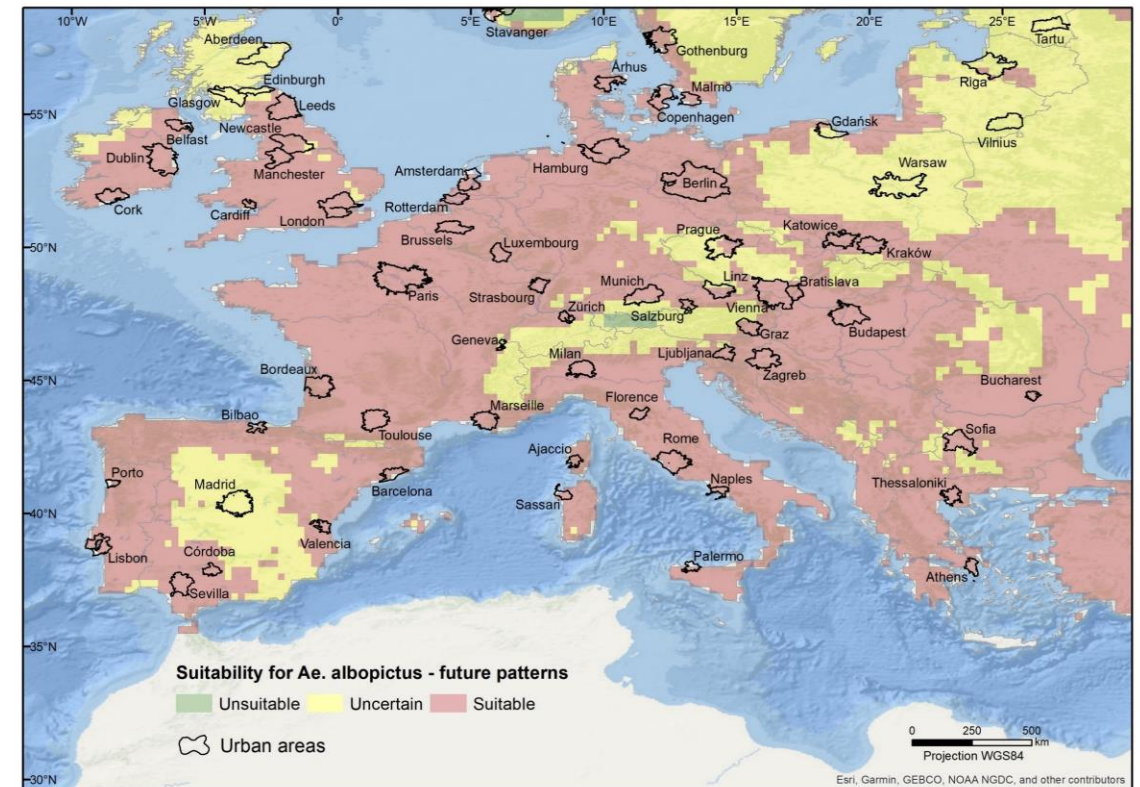 10°W 5°W 0° 5°E 10°E 15°E 20°E 25°E
Stavanger
Tartu
Aberdeen
Gothenburg
Riga
Århus
Edinburgh
Glasgow
Leeds
Malmö
55°N
Copenhagen
Gdańsk
Newcastle
Belfast
Vilnius
Dublin
Manchester
Amsterdam
Hamburg
Warsaw
Berlin
Cork
Cardiff
London
Rotterdam
Brussels
Luxembourg
Prague
Katowice
50°N
Kraków
Paris
Strasbourg
Munich
Linz
Bratislava
Zürich
Salzburg
Vienna
Budapest
Geneva
Graz
Milan
Ljubljana
Zagreb
Bordeaux
45°N
Bucharest
Florence
Marseille
Bilbao
Toulouse
Sofia
Rome
Ajaccio
Porto
Madrid
Barcelona
Naples
Thessaloniki
Sassari
40°N
Valencia
Lisbon
Córdoba
Palermo
Athens
Sevilla
35°N
Suitability for Ae. albopictus - future patterns
Unsuitable Uncertain Suitable
Urban areas
0 250 500
km
Projection WGS84
30°N
Esri, Garmin, GEBCO, NOAA NGDC, and other contributors